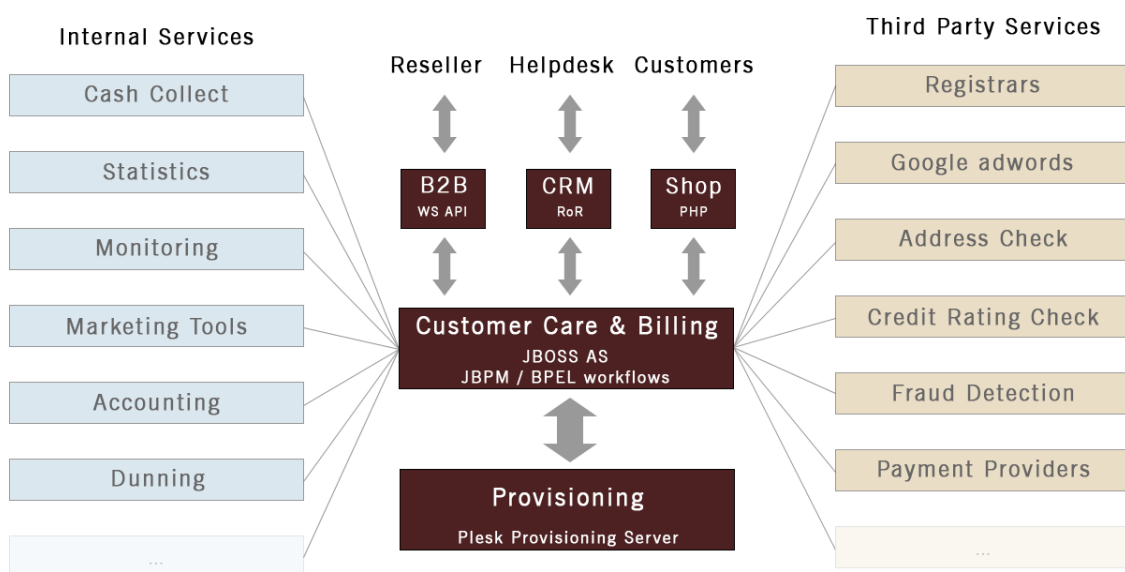 Internal Services
Cash Collect
Statistics
Monitoring
Marketing Tools
Accounting
Dunning
...
Reseller
Helpdesk
Customers
B2B
WS API
CRM
RoR
Shop
PHP
Customer Care & Billing
JBOSS AS
JBPM / BPEL workflows
Provisioning
Plesk Provisioning Server
Third Party Services
Registrars
Google adwords
Address Check
Credit Rating Check
Fraud Detection
Payment Providers
...